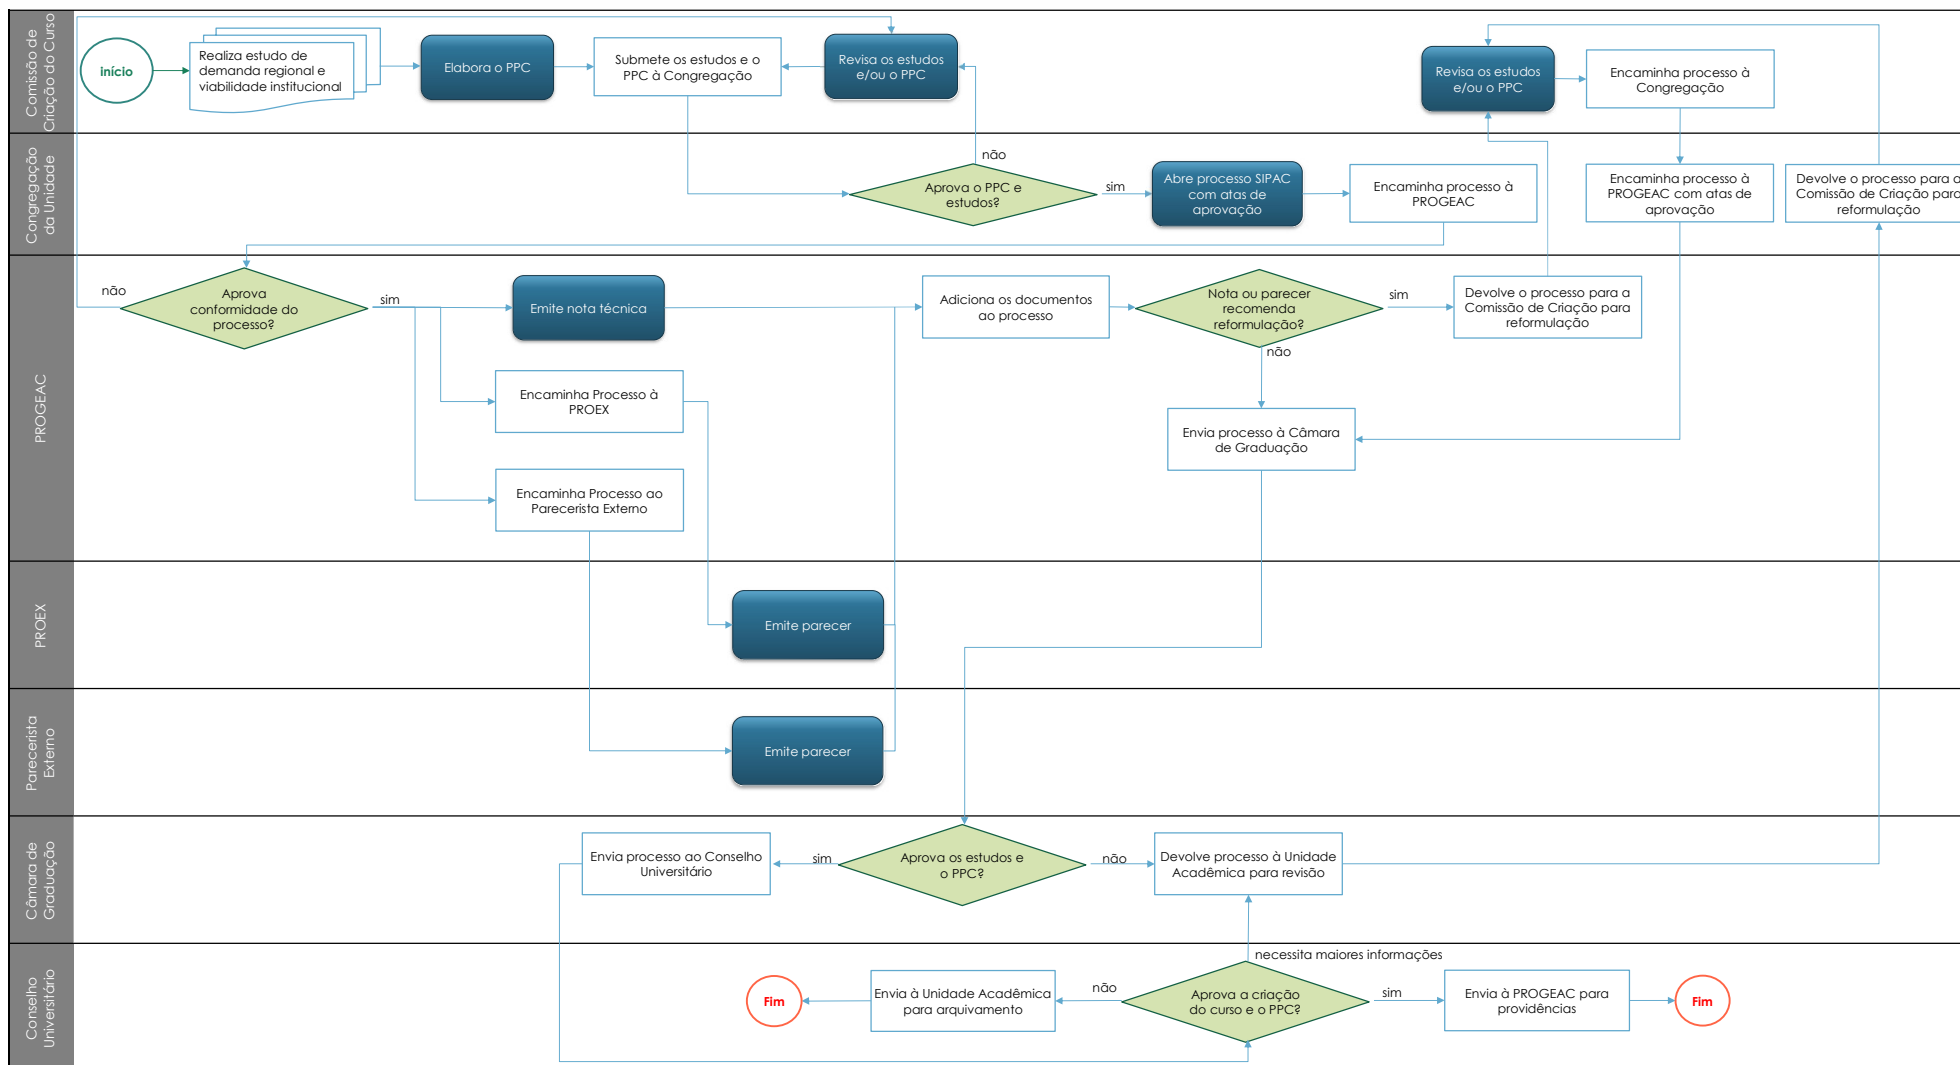 Comissão de
Criação do Curso
início
Realiza estudo de
demanda regional e
viabilidade institucional
Elabora o PPC
Submete os estudos e o
PPC à Congregação
Revisa os estudos
e/ou o PPC
Revisa os estudos
e/ou o PPC
Encaminha processo à
Congregação
Congregação
da Unidade
não
Aprova o PPC e
estudos?
sim
Abre processo SIPAC
com atas de
aprovação
Encaminha processo à
PROGEAC
Encaminha processo à
PROGEAC com atas de
aprovação
Devolve o processo para a
Comissão de Criação para
reformulação
PROGEAC
não
Aprova
conformidade do
processo?
sim
Emite nota técnica
Adiciona os documentos
ao processo
Nota ou parecer
recomenda
reformulação?
sim
não
Devolve o processo para a
Comissão de Criação para
reformulação
Encaminha Processo à
PROEX
Envia processo à Câmara
de Graduação
Encaminha Processo ao
Parecerista Externo
PROEX
Emite parecer
Parecerista
Externo
Emite parecer
Câmara de
Graduação
Envia processo ao Conselho
Universitário
sim
Aprova os estudos e
o PPC?
não
Devolve processo à Unidade
Acadêmica para revisão
Conselho
Universitário
necessita maiores informações
Fim
Envia à Unidade Acadêmica
para arquivamento
não
Aprova a criação
do curso e o PPC?
sim
Envia à PROGEAC para
providências
Fim